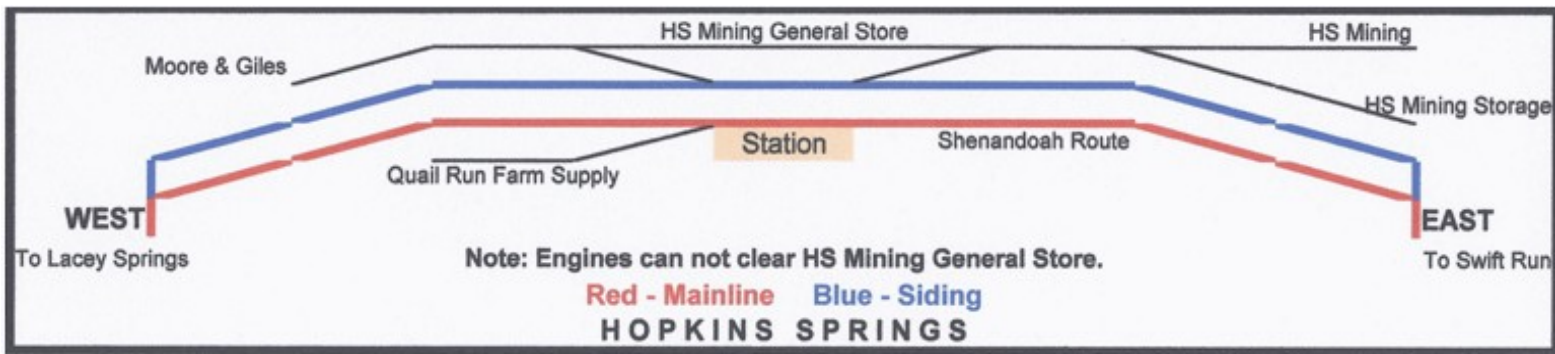 HS Mining General Store
HS Mining
Moore & Giles
HS Mining Storage
Station
Shenandoah Route
Quail Run Farm Supply
WEST
EAST
To Lacey Springs
To Swift Run
Note: Engines can not clear HS Mining General Store.
Red - Mainline Blue - Siding
HOPKINS SPRINGS